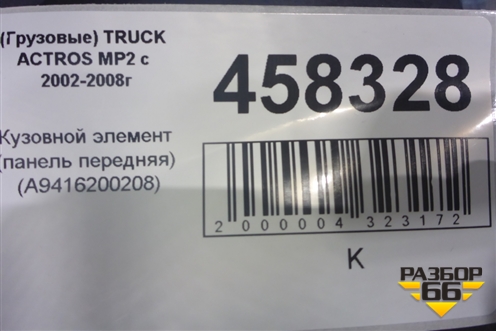 (Грузовые) TRUCK
ACTROS MP2 с
2002-2008г
458328
Кузовной элемент
(панель передняя)
(A9416200208)
2 000004 323172
K
РАЗБОР
66